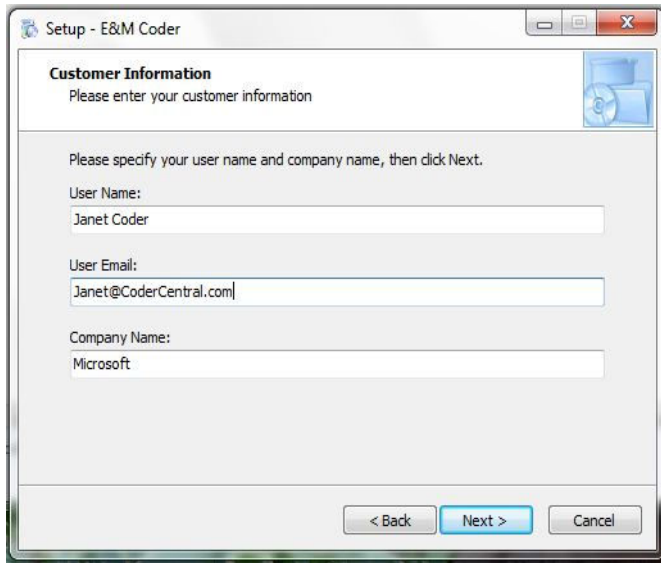 Setup - E&M Coder
Customer Information
Please enter your customer information
Please specify your user name and company name, then click Next.
User Name:
Janet Coder
User Email:
Janet@CoderCentral.com
Company Name:
Microsoft
< Back Next > Cancel